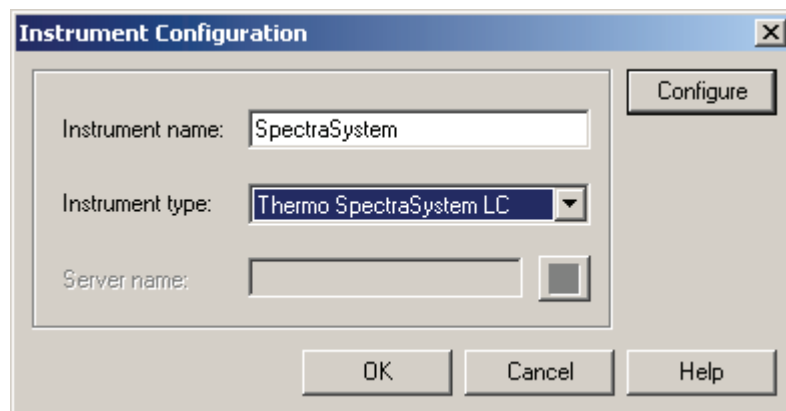 Instrument Configuration
Configure
Instrument name: SpectraSystem
Instrument type: Thermo SpectraSystem LC
Server name:
OK Cancel Help